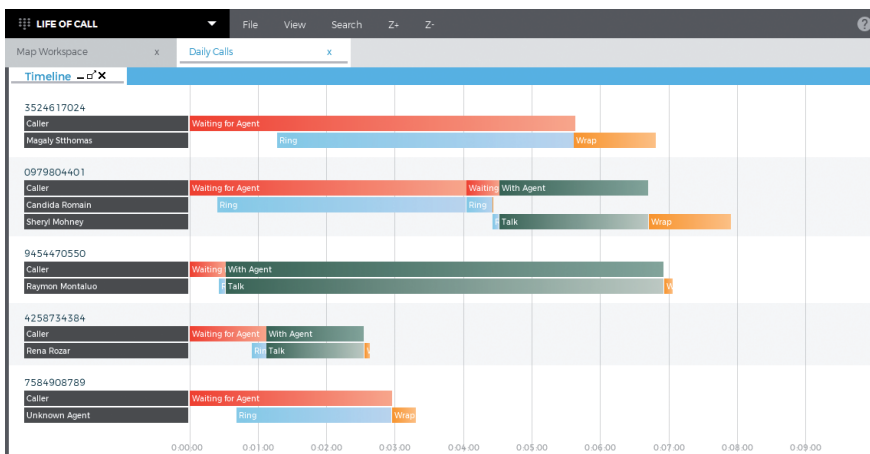 LIFE OF CALL File View Search Z+ Z-
Map Workspace x Daily Calls x
Timeline
3524617024
Caller Waiting for Agent
Magaly Stthomas Ring Wrap
0979804401
Caller Waiting for Agent Waiting With Agent
Candida Romain Ring Ring
Sheryl Mohney R Talk Wrap
9454470550
Caller Waiting With Agent
Raymon Montaluo R Talk W
4258734384
Caller Waiting for Agent With Agent
Rena Rozar Rin Talk
7584908789
Caller Waiting for Agent
Unknown Agent Ring Wrap
0:00:00 0:01:00 0:02:00 0:03:00 0:04:00 0:05:00 0:06:00 0:07:00 0:08:00 0:09:00